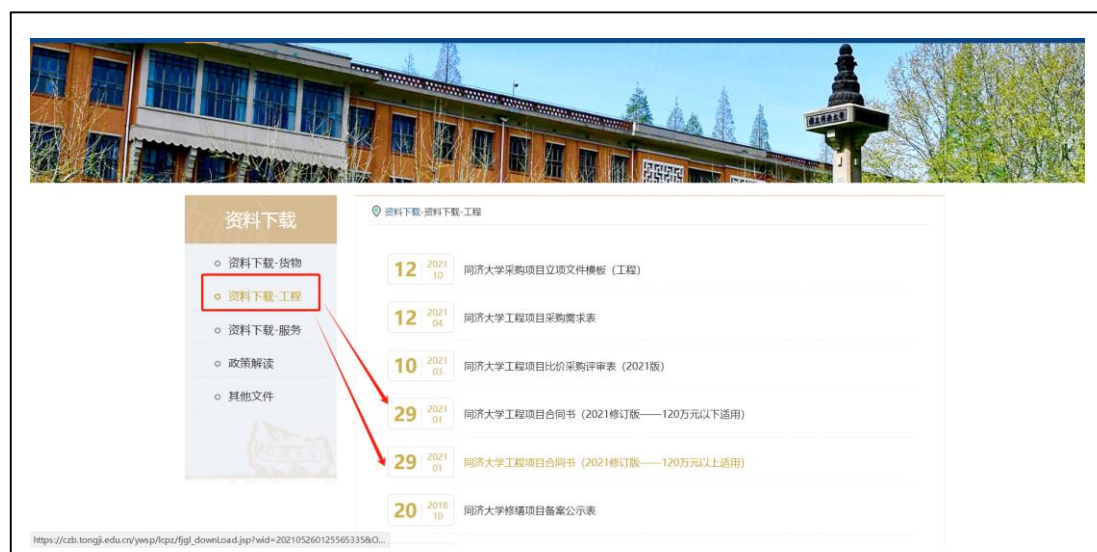 资料下载
资料下载-货物
资料下载-工程
资料下载-服务
政策解读
其他文件
资料下载-资料下载-工程
12 2021 10 同济大学采购项目立项文件模板（工程）
12 2021 04 同济大学工程项目采购需求表
10 2021 03 同济大学工程项目比价采购评审表（2021版）
29 2021 01 同济大学工程项目合同书（2021修订版——120万元以下适用）
29 2021 01 同济大学工程项目合同书（2021修订版——120万元以上适用）
20 2018 10 同济大学修缮项目备案公示表
https://czb.tongji.edu.cn/ywsp/lcpz/fjgl_downLoad.jsp?wid=202105260125565335&O...